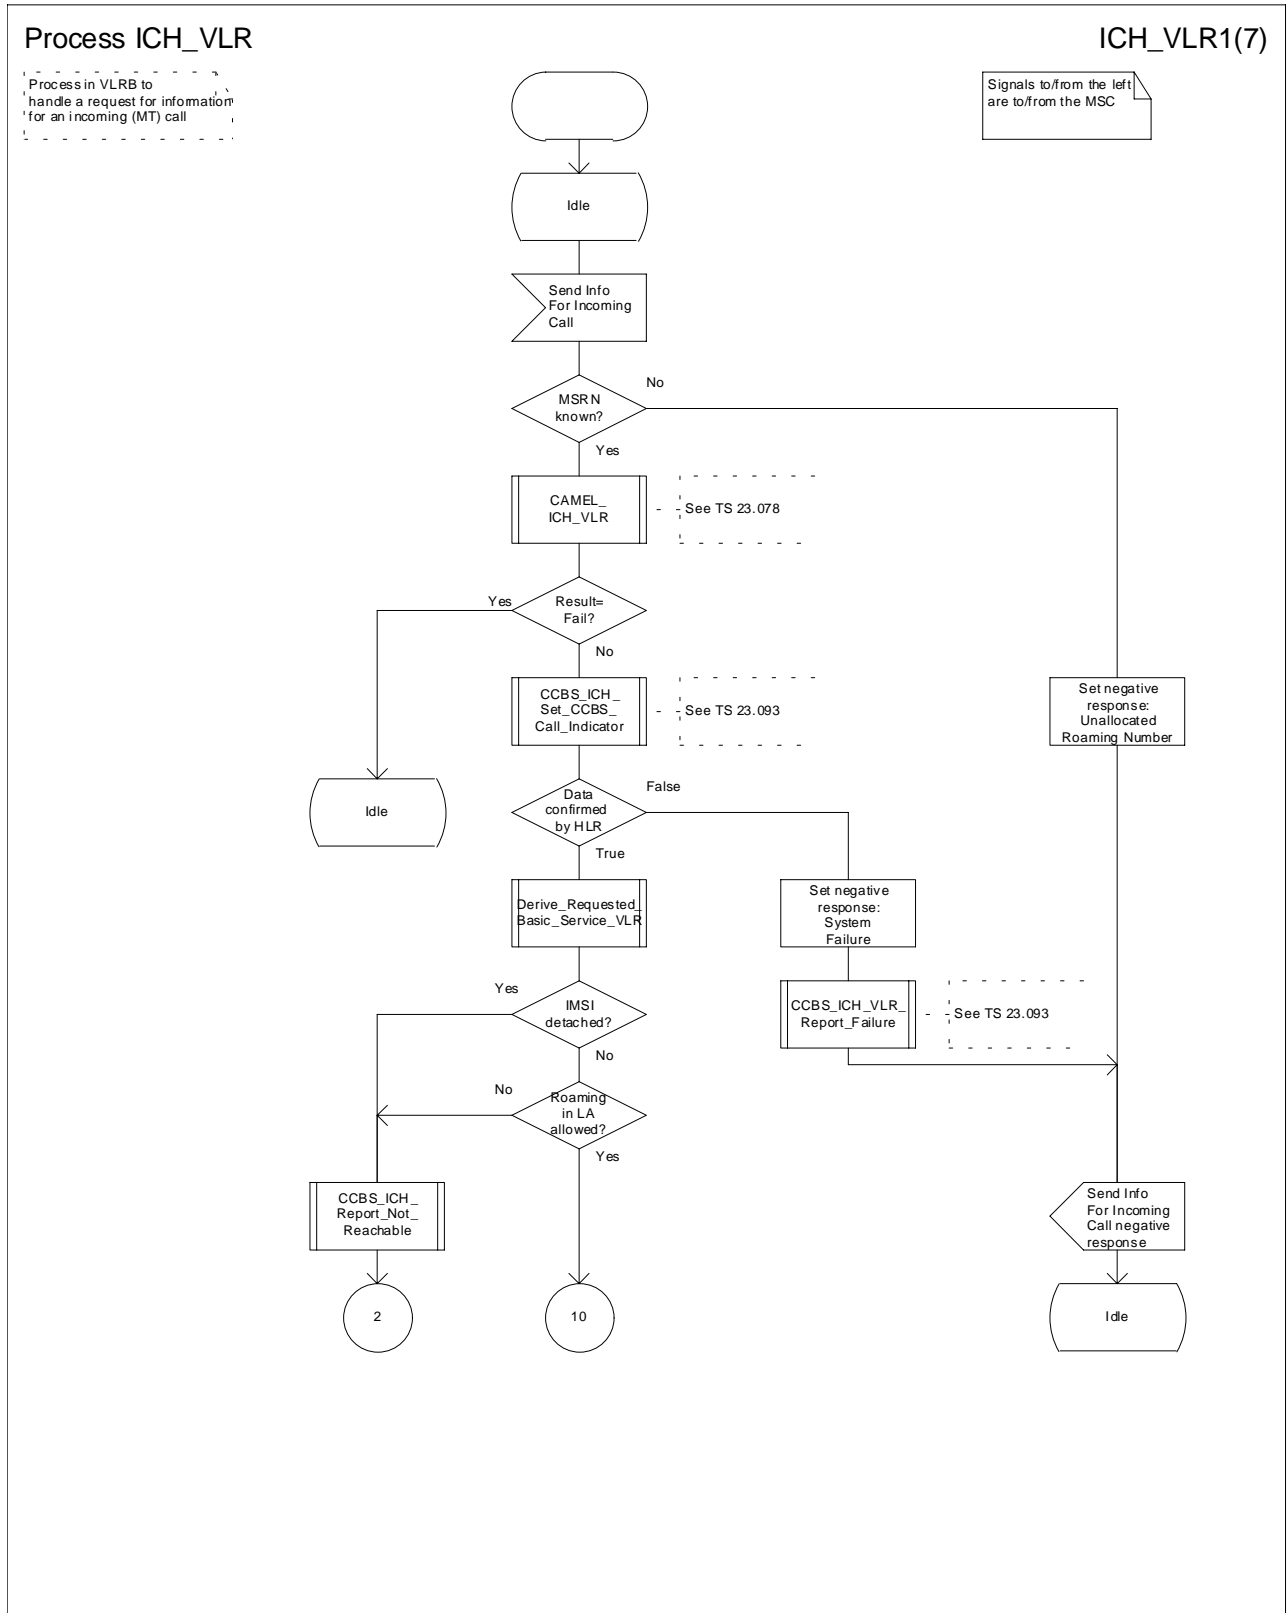 Process ICH_VLR
ICH_VLR1(7)
Process in VLRB to
handle a request for information
for an incoming (MT) call
Signals to/from the left
are to/from the MSC
Idle
Send Info
For Incoming
Call
MSRN
known?
No
Yes
CAMEL_
ICH_VLR
See TS 23.078
Result=
Fail?
Yes
No
CCBS_ICH_
Set_CCBS_
Call_Indicator
See TS 23.093
Set negative
response:
Unallocated
Roaming Number
Idle
Data
confirmed
by HLR
False
True
Derive_Requested_
Basic_Service_VLR
Set negative
response:
System
Failure
Yes
IMSI
detached?
No
CCBS_ICH_VLR_
Report_Failure
See TS 23.093
No
Roaming
in LA
allowed?
Yes
CCBS_ICH_
Report_Not_
Reachable
Send Info
For Incoming
Call negative
response
2
10
Idle